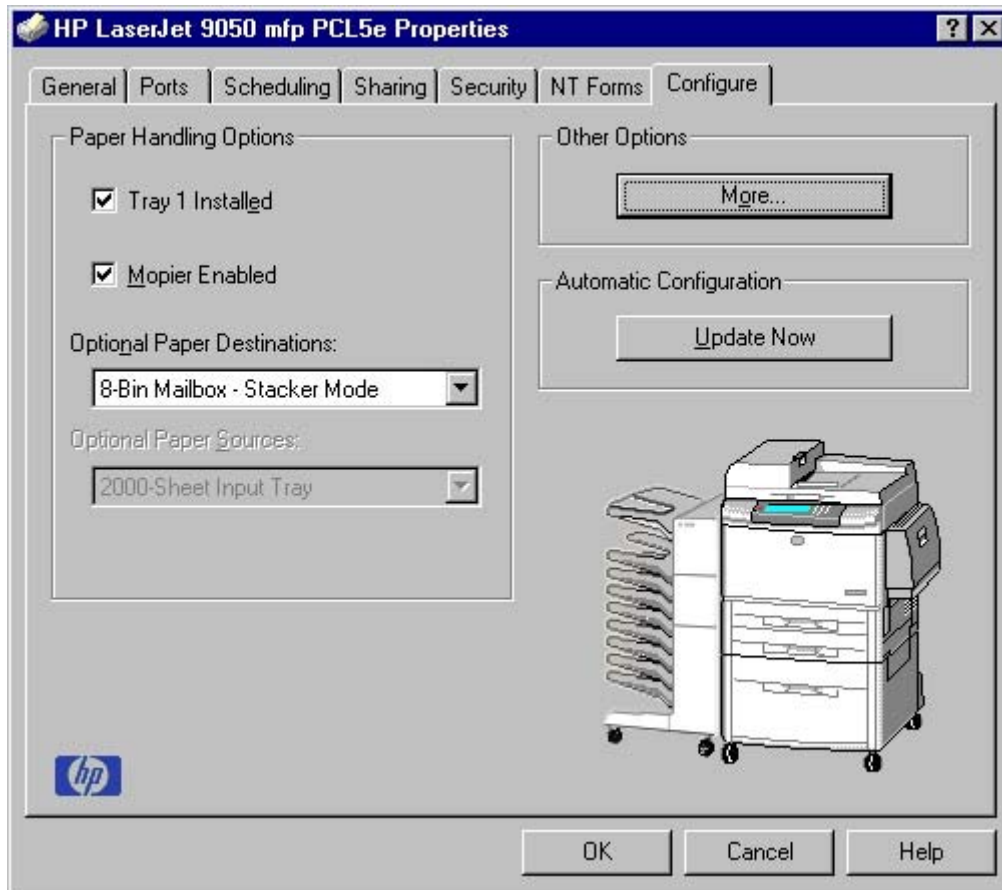 HP LaserJet 9050 mfp PCL5e Properties
General Ports Scheduling Sharing Security NT Forms Configure
Paper Handling Options
Tray 1 Installed
Mopier Enabled
Optional Paper Destinations:
8-Bin Mailbox - Stacker Mode
Optional Paper Sources:
2000-Sheet Input Tray
Other Options
More...
Automatic Configuration
Update Now
hp
OK Cancel Help